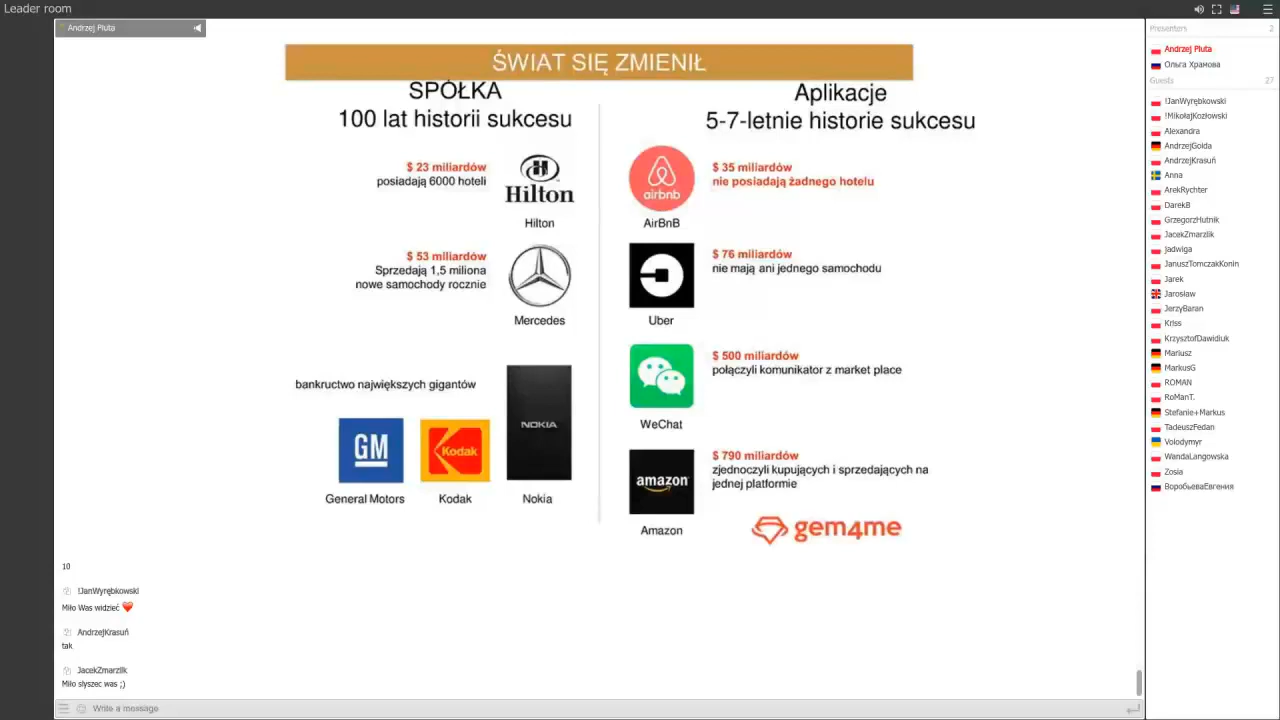 Leader room
Andrzej Pluta
ŚWIAT SIĘ ZMIENIŁ
SPÓŁKA
100 lat historii sukcesu
$ 23 miliardów
posiadają 6000 hoteli
Hilton
Hilton
$ 53 miliardów
Sprzedają 1,5 miliona
nowe samochody rocznie
Mercedes
bankructwo największych gigantów
GM
General Motors
Kodak
Kodak
NOKIA
Nokia
Aplikacje
5-7-letnie historie sukcesu
airbnb
$ 35 miliardów
nie posiadają żadnego hotelu
AirBnB
$ 76 miliardów
nie mają ani jednego samochodu
Uber
$ 500 miliardów
połączyli komunikator z market place
WeChat
amazon
$ 790 miliardów
zjednoczyli kupujących i sprzedających na
jednej platformie
Amazon
gem4me
10
!JanWyrębkowski
Miło Was widzieć
AndrzejKrasuń
tak
JacekZmarzlik
Miło slyszec was ;)
Write a message
Presenters 2
Andrzej Pluta
Ольга Храмова
Guests 27
!JanWyrębkowski
!MikołajKozłowski
Alexandra
AndrzejGolda
AndrzejKrasuń
Anna
ArekRychter
DarekB
GrzegorzHutnik
JacekZmarzlik
jadwiga
JanuszTomczakKonin
Jarek
Jarosław
JerzyBaran
Kriss
KrzysztofDawidiuk
Mariusz
MarkusG
ROMAN
RoManT.
Stefanie+Markus
TadeuszFedan
Volodymyr
WandaLangowska
Zosia
ВоробьеваЕвгения